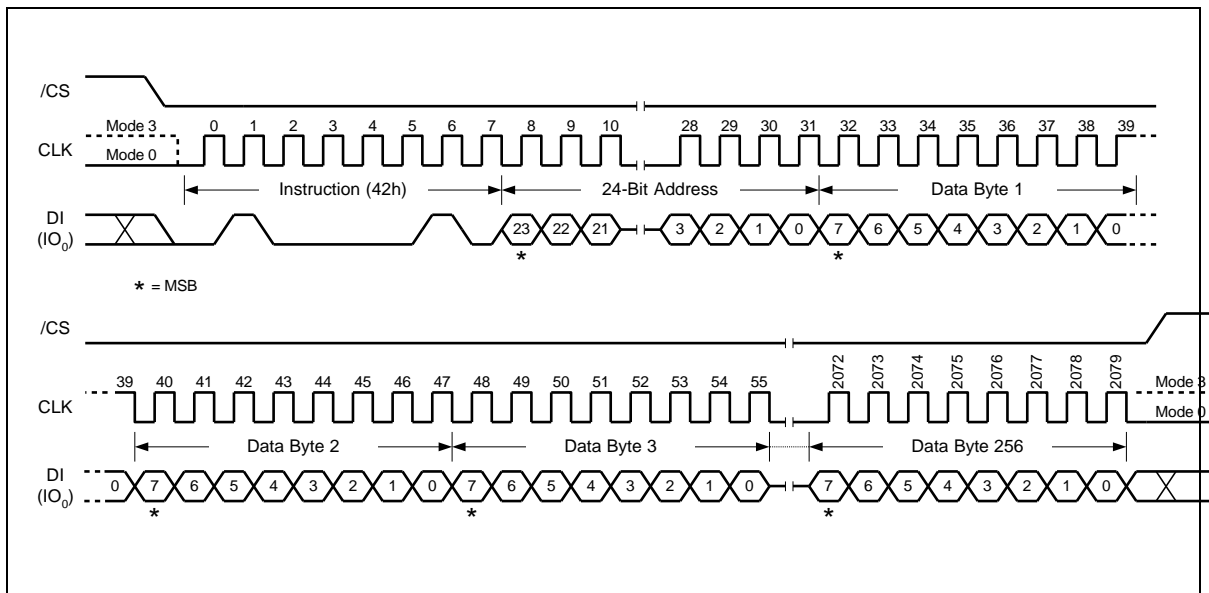 /CS
Mode 3
0 1 2 3 4 5 6 7 8 9 10 28 29 30 31 32 33 34 35 36 37 38 39
CLK
Mode 0
Instruction (42h) 24-Bit Address Data Byte 1
DI
(IO0)
23 22 21 3 2 1 0 7 6 5 4 3 2 1 0
* *
* = MSB
/CS
39 40 41 42 43 44 45 46 47 48 49 50 51 52 53 54 55 2072 2073 2074 2075 2076 2077 2078 2079
Mode 3
CLK
Mode 0
Data Byte 2 Data Byte 3 Data Byte 256
DI
(IO0)
0 7 6 5 4 3 2 1 0 7 6 5 4 3 2 1 0 7 6 5 4 3 2 1 0
* * *